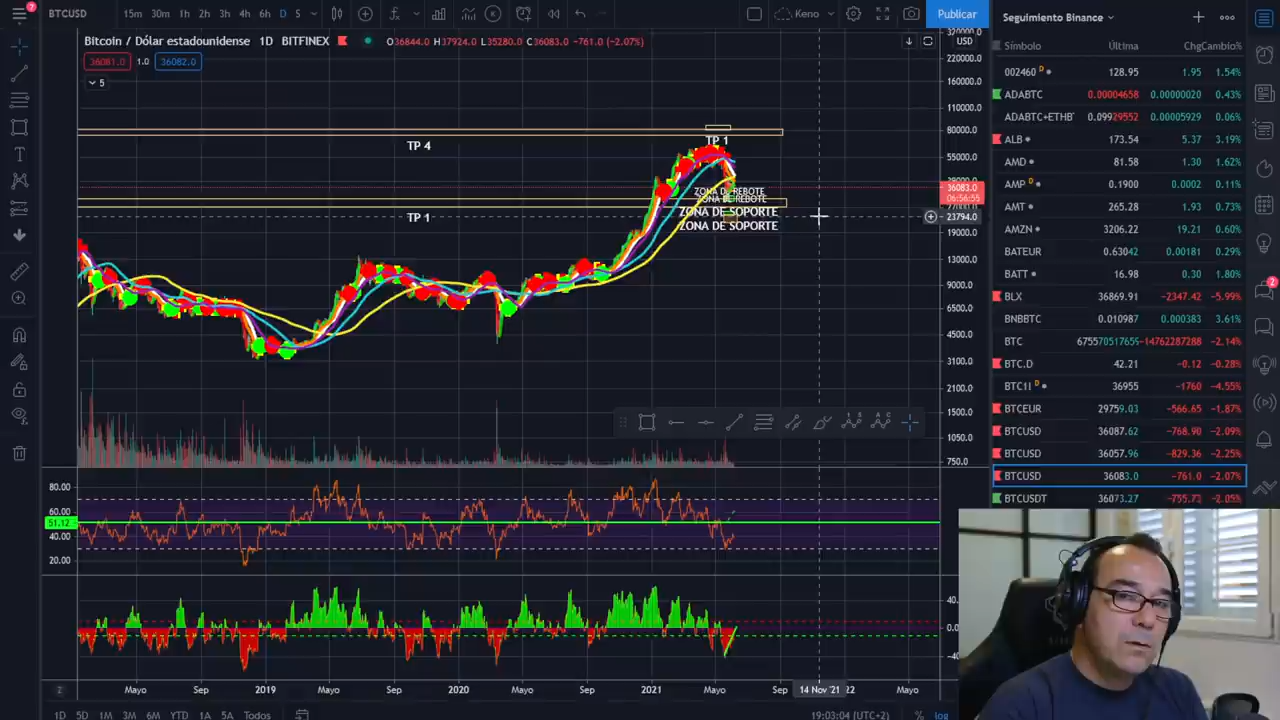 7
BTCUSD 15m 30m 1h 2h 3h 4h 6h D S Keno Publicar
Bitcoin / Dólar estadounidense 1D BITFINEX O36844.0 H37924.0 L35280.0 C36083.0 -761.0 (-2.07%)
USD
36081.0 1.0 36082.0
5
220000.0
160000.0
110000.0
80000.0
55000.0
36083.0
06:56:55
23794.0
19000.0
13000.0
9000.0
6500.0
4500.0
3100.0
2100.0
1500.0
1050.0
750.0
TP 4
TP 1
TP 1
ZONA DE REBOTE
ZONA DE REBOTE
ZONA DE SOPORTE
ZONA DE SOPORTE
80.00
60.00
51.12
40.00
20.00
40.
0.0
-40
Z Mayo Sep 2019 Mayo Sep 2020 Mayo Sep 2021 Mayo Sep 14 Nov '21 22 Mayo
1D 5D 1M 3M 6M YTD 1A 5A Todos 19:03:04 (UTC+2) % log
Seguimiento Binance
Símbolo Última Chg Cambio%
002460 D 128.95 1.95 1.54%
ADABTC 0.00004658 0.00000020 0.43%
ADABTC+ETHB 0.09929552 0.00005929 0.06%
ALB 173.54 5.37 3.19%
AMD 81.58 1.30 1.62%
AMP D 0.1900 0.0002 0.11%
AMT 265.28 1.93 0.73%
AMZN 3206.22 19.21 0.60%
BATEUR 0.63042 0.00181 0.29%
BATT 16.98 0.30 1.80%
BLX 36869.91 -2347.42 -5.99%
BNBBTC 0.010987 0.000383 3.61%
BTC 675570517655 -14762287288 -2.14%
BTC.D 42.21 -0.12 -0.28%
BTC1! D 36955 -1760 -4.55%
BTCEUR 29759.03 -566.65 -1.87%
BTCUSD 36087.62 -768.90 -2.09%
BTCUSD 36057.96 -829.36 -2.25%
BTCUSD 36083.0 -761.0 -2.07%
BTCUSDT 36073.27 -755.73 -2.05%
2